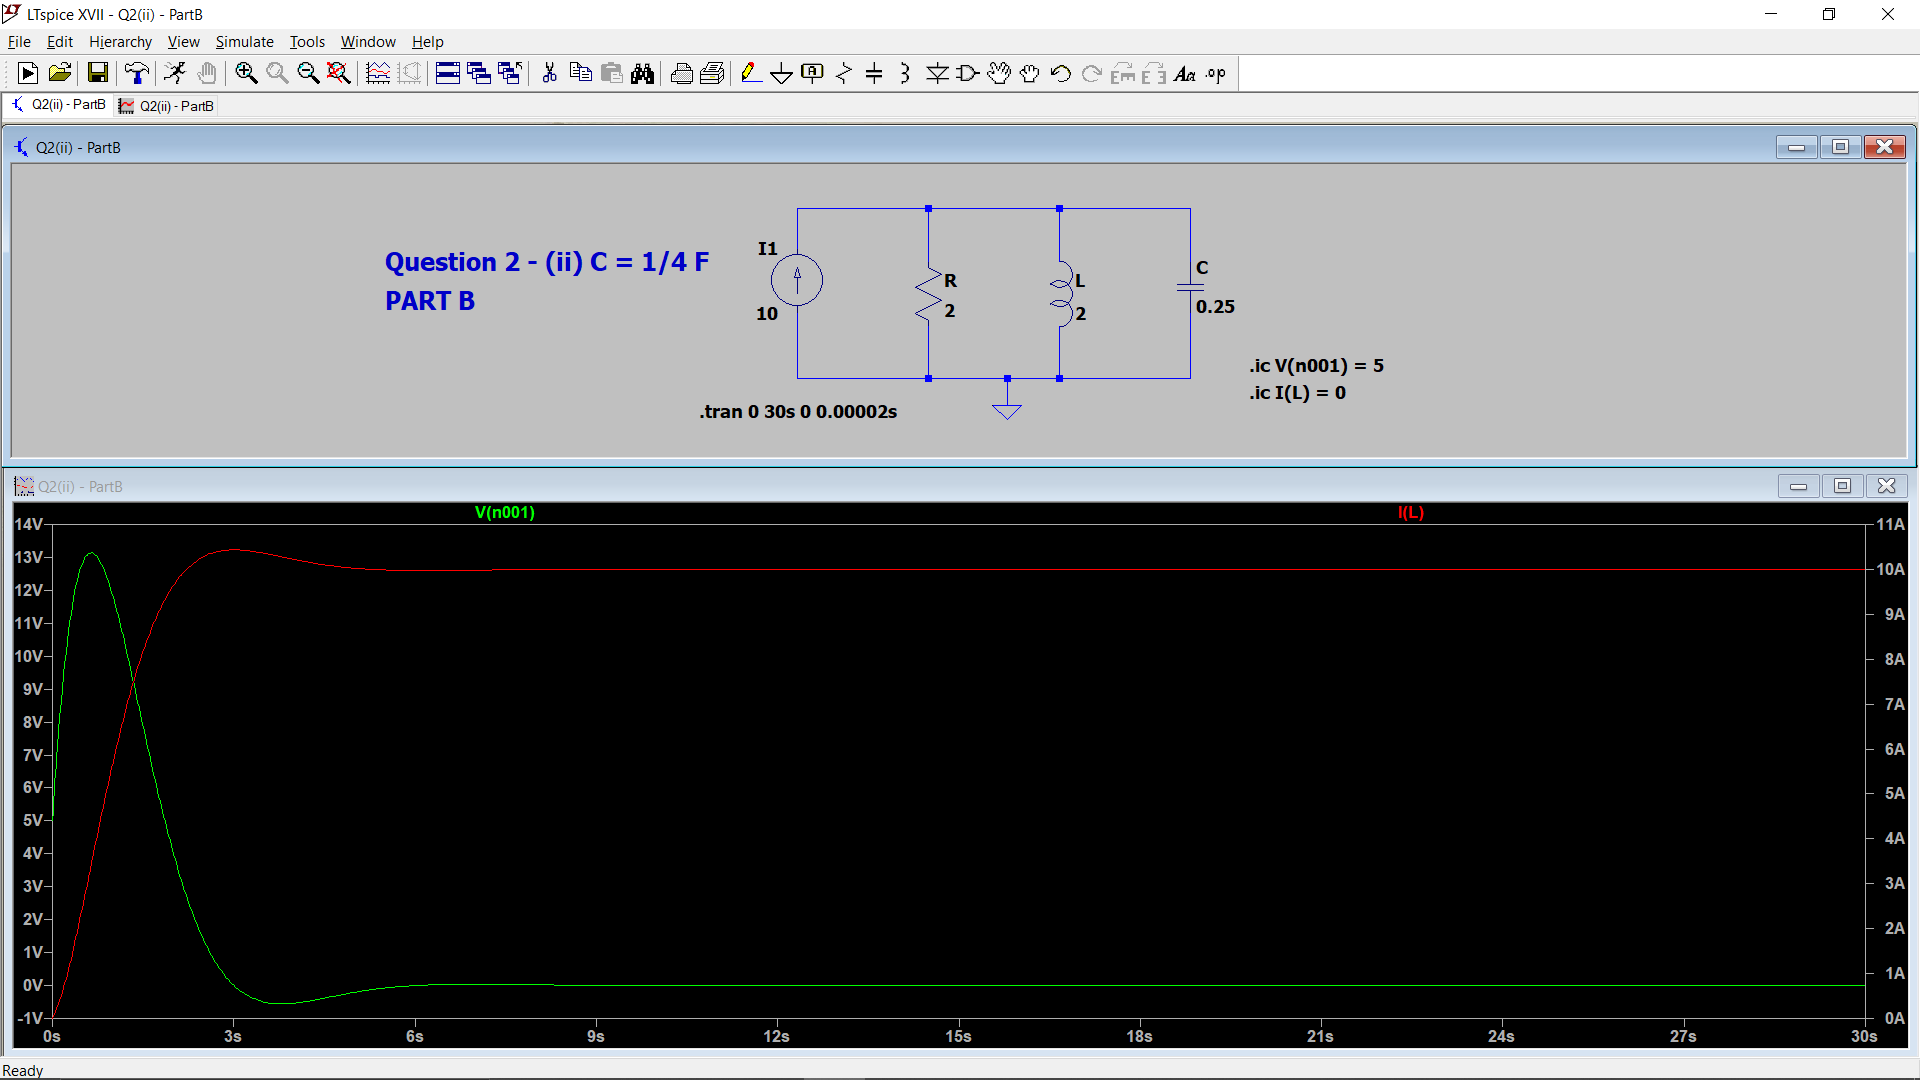 LTspice XVII - Q2(ii) - PartB
File Edit Hierarchy View Simulate Tools Window Help
.op
Q2(ii) - PartB Q2(ii) - PartB
Q2(ii) - PartB
Question 2 - (ii) C = 1/4 F
PART B
I1
10
R
2
L
2
C
0.25
.ic V(n001) = 5
.ic I(L) = 0
.tran 0 30s 0 0.00002s
Q2(ii) - PartB
V(n001) I(L)
14V
13V
12V
11V
10V
9V
8V
7V
6V
5V
4V
3V
2V
1V
0V
-1V
11A
10A
9A
8A
7A
6A
5A
4A
3A
2A
1A
0A
0s 3s 6s 9s 12s 15s 18s 21s 24s 27s 30s
Ready